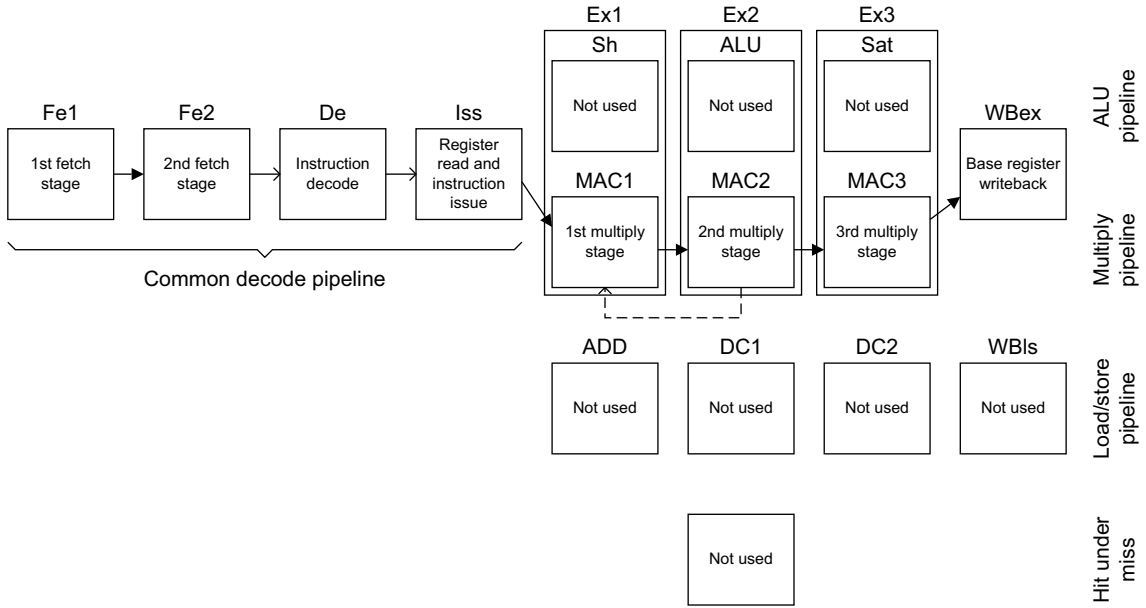 Ex1
Ex2
Ex3
Sh
ALU
Sat
Not used
Not used
Not used
ALU
pipeline
Fe1
Fe2
De
Iss
WBex
1st fetch
stage
2nd fetch
stage
Instruction
decode
Register
read and
instruction
issue
Base register
writeback
MAC1
MAC2
MAC3
1st multiply
stage
2nd multiply
stage
3rd multiply
stage
Multiply
pipeline
Common decode pipeline
ADD
DC1
DC2
WBls
Not used
Not used
Not used
Not used
Load/store
pipeline
Not used
Hit under
miss